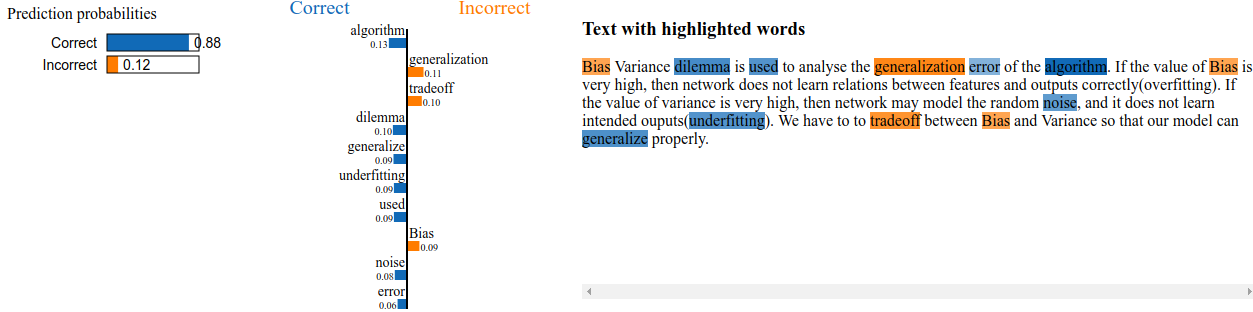 Prediction probabilities
Correct 0.88
Incorrect 0.12
Correct Incorrect
algorithm
0.13
generalization
0.11
tradeoff
0.10
dilemma
0.10
generalize
0.09
underfitting
0.09
used
0.09
Bias
0.09
noise
0.08
error
0.06
Text with highlighted words
Bias Variance dilemma is used to analyse the generalization error of the algorithm. If the value of Bias is
very high, then network does not learn relations between features and outputs correctly(overfitting). If
the value of variance is very high, then network may model the random noise, and it does not learn
intended ouputs(underfitting). We have to to tradeoff between Bias and Variance so that our model can
generalize properly.